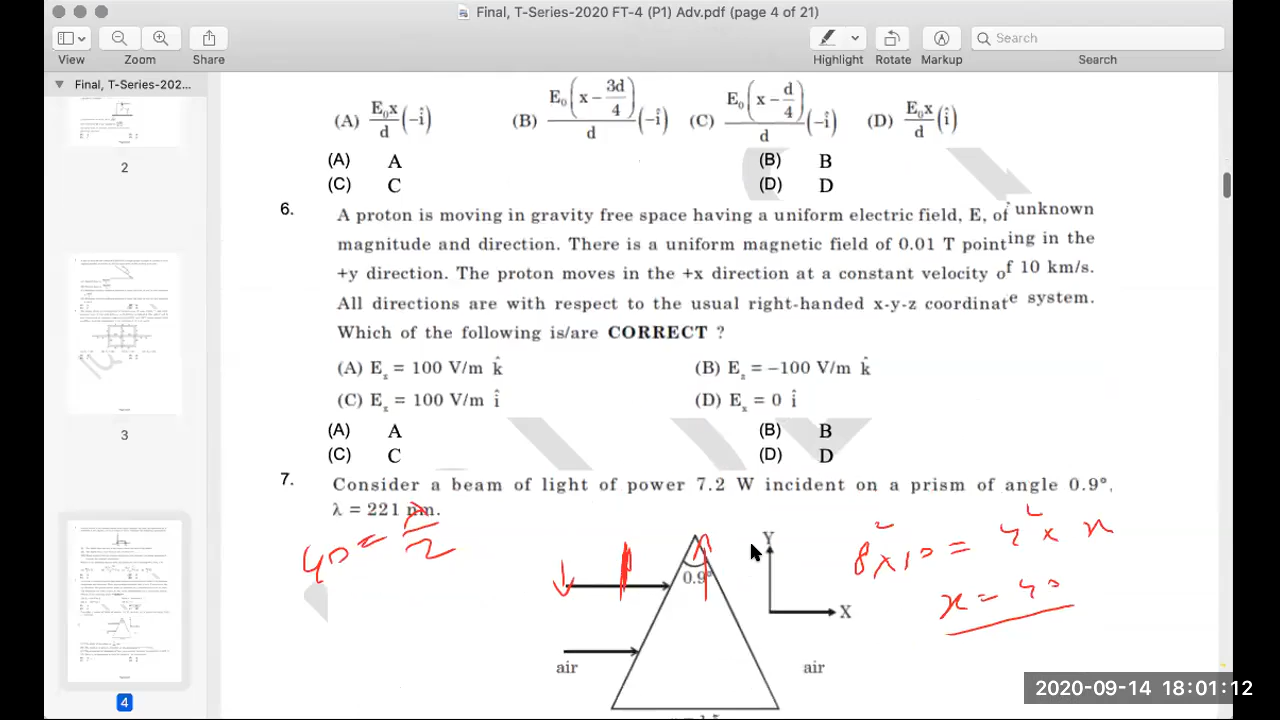 Final, T-Series-2020 FT-4 (P1) Adv.pdf (page 4 of 21)
View Zoom Share Highlight Rotate Markup Search
Search
Final, T-Series-202...
2
3
4
(A) E₀x/d (−î) (B) E₀(x − 3d/4)/d (−î) (C) E₀(x − d/4)/d (−î) (D) E₀x/d (î)
(A) A (B) B
(C) C (D) D
6. A proton is moving in gravity free space having a uniform electric field, E, of unknown
magnitude and direction. There is a uniform magnetic field of 0.01 T pointing in the
+y direction. The proton moves in the +x direction at a constant velocity of 10 km/s.
All directions are with respect to the usual right-handed x-y-z coordinate system.
Which of the following is/are CORRECT ?
(A) E_z = 100 V/m k̂ (B) E_z = −100 V/m k̂
(C) E_x = 100 V/m î (D) E_x = 0 î
(A) A (B) B
(C) C (D) D
7. Consider a beam of light of power 7.2 W incident on a prism of angle 0.9°,
λ = 221 nm.
40 = /2
8² × 10 = 4² × x
x = 40
Y
0.9°
X
air air
2020-09-14 18:01:12